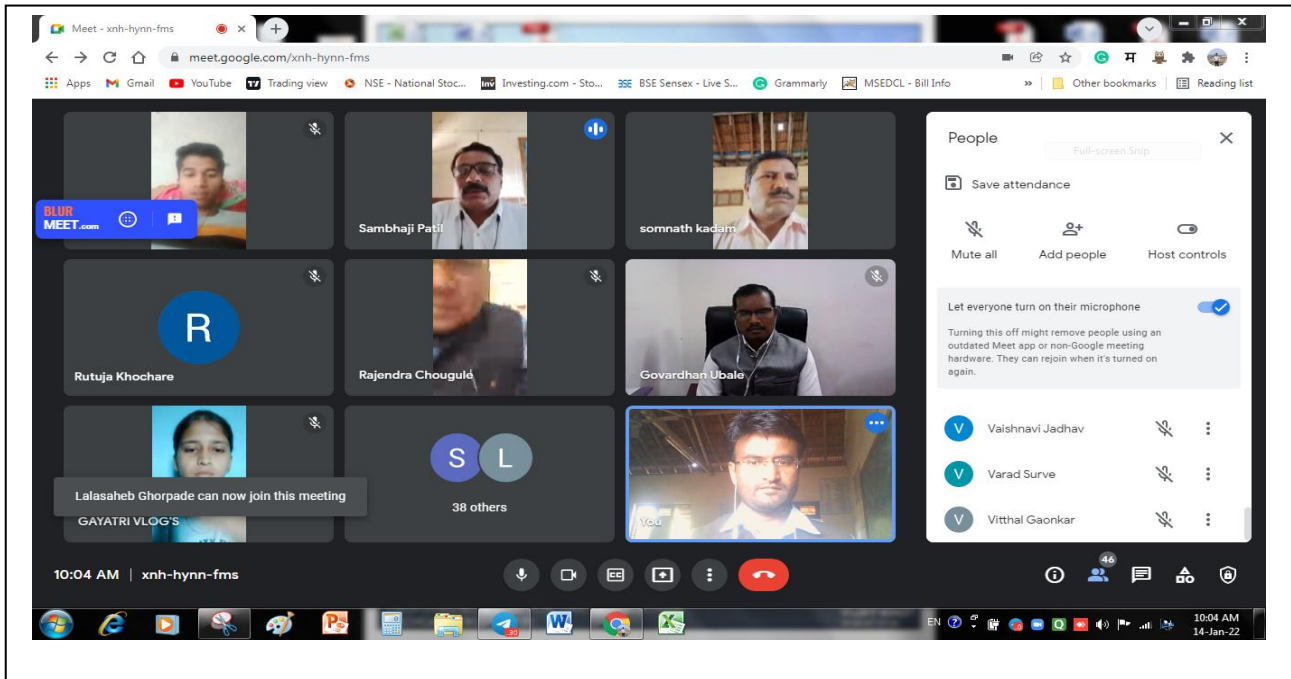 Meet - xnh-hynn-fms
meet.google.com/xnh-hynn-fms
Apps Gmail YouTube Trading view NSE - National Stoc... Investing.com - Sto... BSE Sensex - Live S... Grammarly MSEDCL - Bill Info » Other bookmarks Reading list
People
Full-screen Snip
Save attendance
BLUR
MEET.com
Sambhaji Patil
somnath kadam
Mute all Add people Host controls
Let everyone turn on their microphone
Turning this off might remove people using an
outdated Meet app or non-Google meeting
hardware. They can rejoin when it's turned on
again.
R
Rutuja Khochare
Rajendra Chougule
Govardhan Ubale
V Vaishnavi Jadhav
S L
V Varad Surve
Lalasaheb Ghorpade can now join this meeting
38 others
GAYATRI VLOG'S
You
V Vitthal Gaonkar
46
10:04 AM | xnh-hynn-fms
CC
EN
30
10:04 AM
14-Jan-22